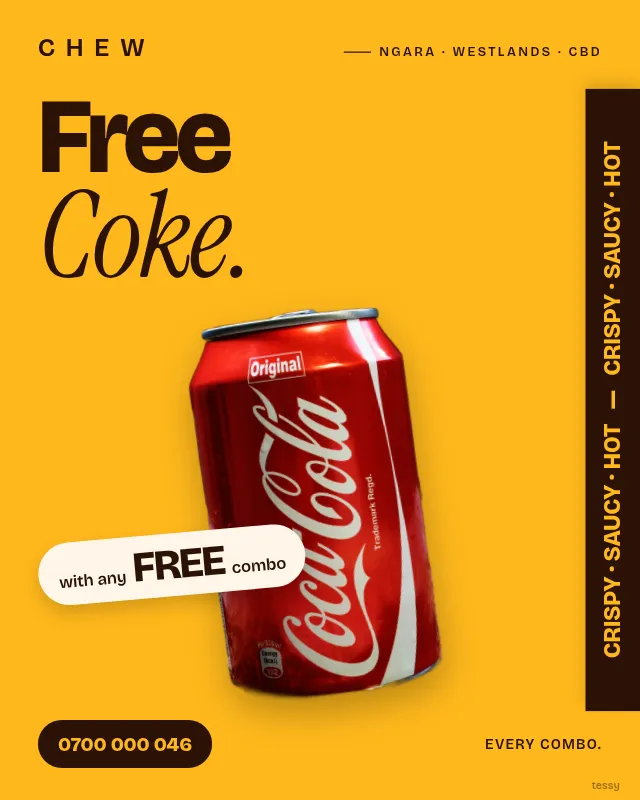 CHEW
NGARA · WESTLANDS · CBD
Free
Coke.
Original
Coca-Cola
Trademark Regd.
with any FREE combo
CRISPY · SAUCY · HOT — CRISPY · SAUCY · HOT
0700 000 046
EVERY COMBO.
tessy